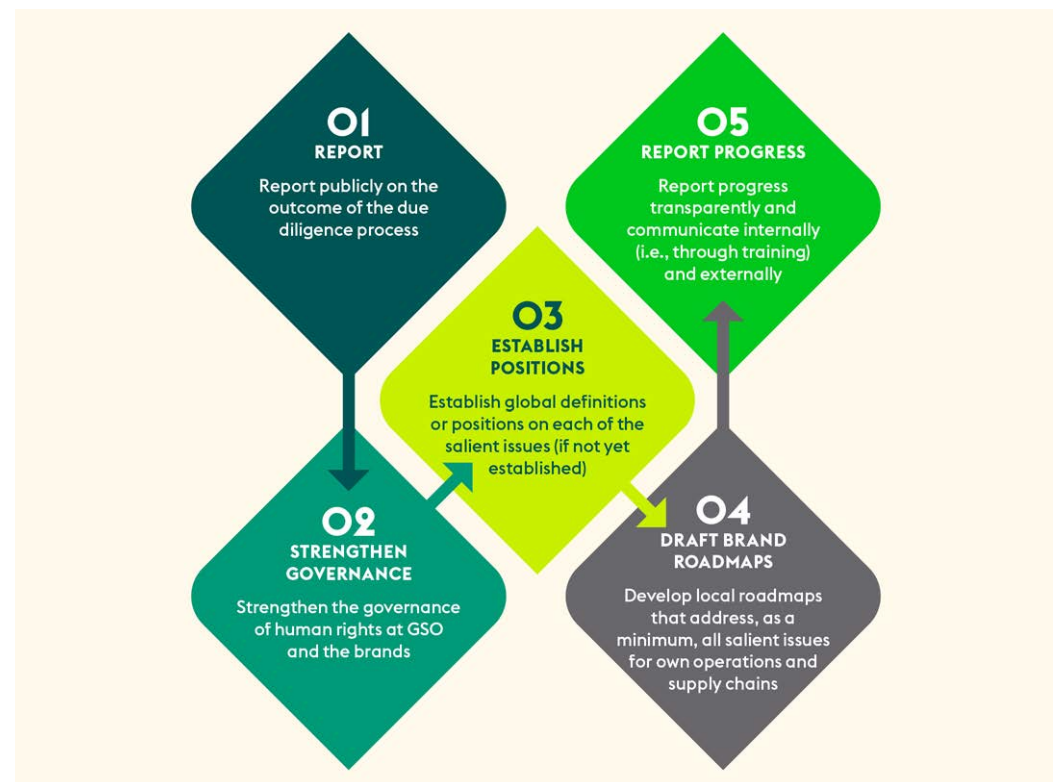 01
REPORT
Report publicly on the
outcome of the due
diligence process
02
STRENGTHEN
GOVERNANCE
Strengthen the governance
of human rights at GSO
and the brands
03
ESTABLISH
POSITIONS
Establish global definitions
or positions on each of the
salient issues (if not yet
established)
04
DRAFT BRAND
ROADMAPS
Develop local roadmaps
that address, as a
minimum, all salient issues
for own operations and
supply chains
05
REPORT PROGRESS
Report progress
transparently and
communicate internally
(i.e., through training)
and externally